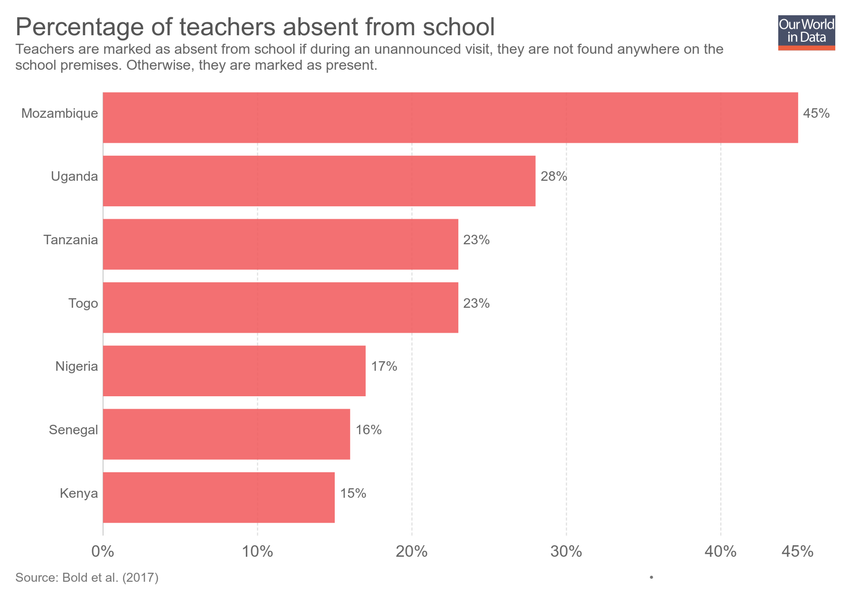 Percentage of teachers absent from school
Our World
in Data
Teachers are marked as absent from school if during an unannounced visit, they are not found anywhere on the
school premises. Otherwise, they are marked as present.
Mozambique 45%
Uganda 28%
Tanzania 23%
Togo 23%
Nigeria 17%
Senegal 16%
Kenya 15%
0% 10% 20% 30% 40% 45%
Source: Bold et al. (2017)